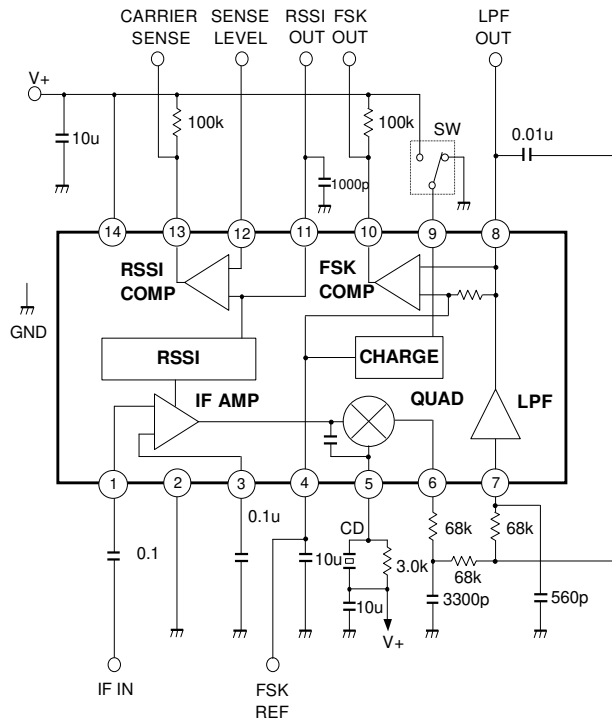 CARRIER SENSE
SENSE LEVEL
RSSI OUT
FSK OUT
LPF OUT
V+
10u
100k
1000p
100k
SW
0.01u
14
13
12
11
10
9
8
RSSI COMP
FSK COMP
GND
RSSI
CHARGE
IF AMP
QUAD
LPF
1
2
3
4
5
6
7
0.1
0.1u
10u
CD
3.0k
10u
V+
68k
68k
68k
3300p
560p
IF IN
FSK REF